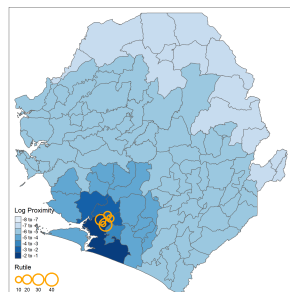 Log Proximity
-8 to -7
-7 to -6
-6 to -5
-5 to -4
-4 to -3
-3 to -2
-2 to -1
Rutile
10 20 30 40